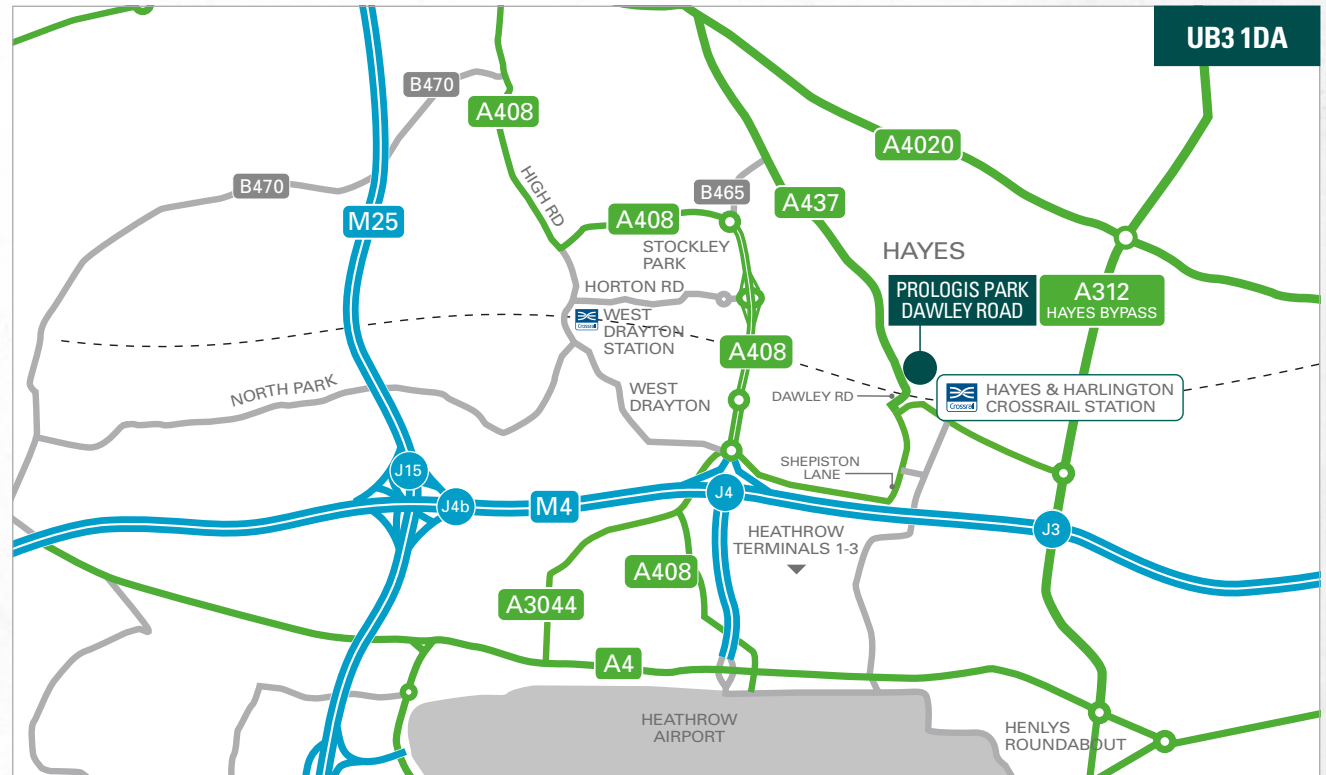 UB3 1DA
B470
A408
A4020
B470
B465
A437
M25
HIGH RD
A408
STOCKLEY
PARK
HAYES
PROLOGIS PARK
DAWLEY ROAD
A312
HAYES BYPASS
HORTON RD
Crossrail
WEST
DRAYTON
STATION
A408
NORTH PARK
WEST
DRAYTON
DAWLEY RD
Crossrail
HAYES & HARLINGTON
CROSSRAIL STATION
SHEPISTON
LANE
J15
J4b
M4
J4
J3
HEATHROW
TERMINALS 1-3
A408
A3044
A4
HEATHROW
AIRPORT
HENLYS
ROUNDABOUT